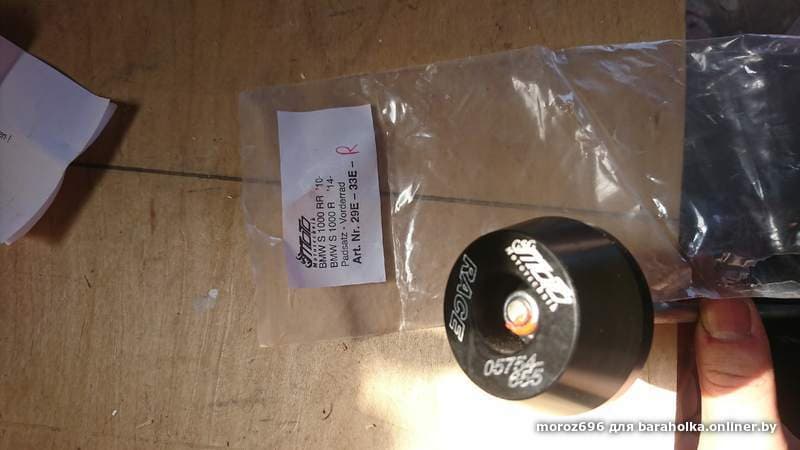 Motorradtechnik
BMW S 1000 RR '10-
BMW S 1000 R '14-
Padsatz - Vorderrad
Art. Nr. 29E – 33E – R
RACE
05754
655
moroz696 для baraholka.onliner.by